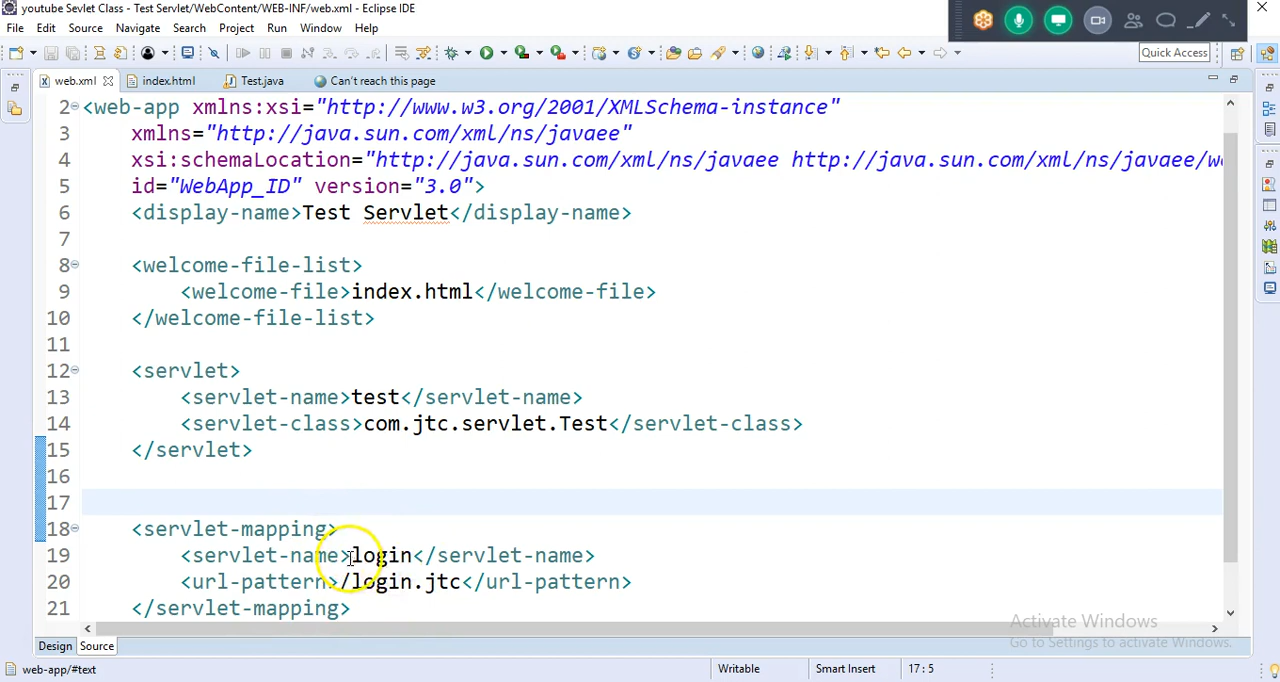 youtube Sevlet Class - Test Servlet/WebContent/WEB-INF/web.xml - Eclipse IDE
File Edit Source Navigate Search Project Run Window Help
Quick Access
web.xml index.html Test.java Can't reach this page
2 <web-app xmlns:xsi="http://www.w3.org/2001/XMLSchema-instance"
3 xmlns="http://java.sun.com/xml/ns/javaee"
4 xsi:schemaLocation="http://java.sun.com/xml/ns/javaee http://java.sun.com/xml/ns/javaee/w
5 id="WebApp_ID" version="3.0">
6 <display-name>Test Servlet</display-name>
7
8 <welcome-file-list>
9 <welcome-file>index.html</welcome-file>
10 </welcome-file-list>
11
12 <servlet>
13 <servlet-name>test</servlet-name>
14 <servlet-class>com.jtc.servlet.Test</servlet-class>
15 </servlet>
16
17
18 <servlet-mapping>
19 <servlet-name>login</servlet-name>
20 <url-pattern>/login.jtc</url-pattern>
21 </servlet-mapping>
Activate Windows
Go to Settings to activate Windows.
Design Source
web-app/#text Writable Smart Insert 17:5